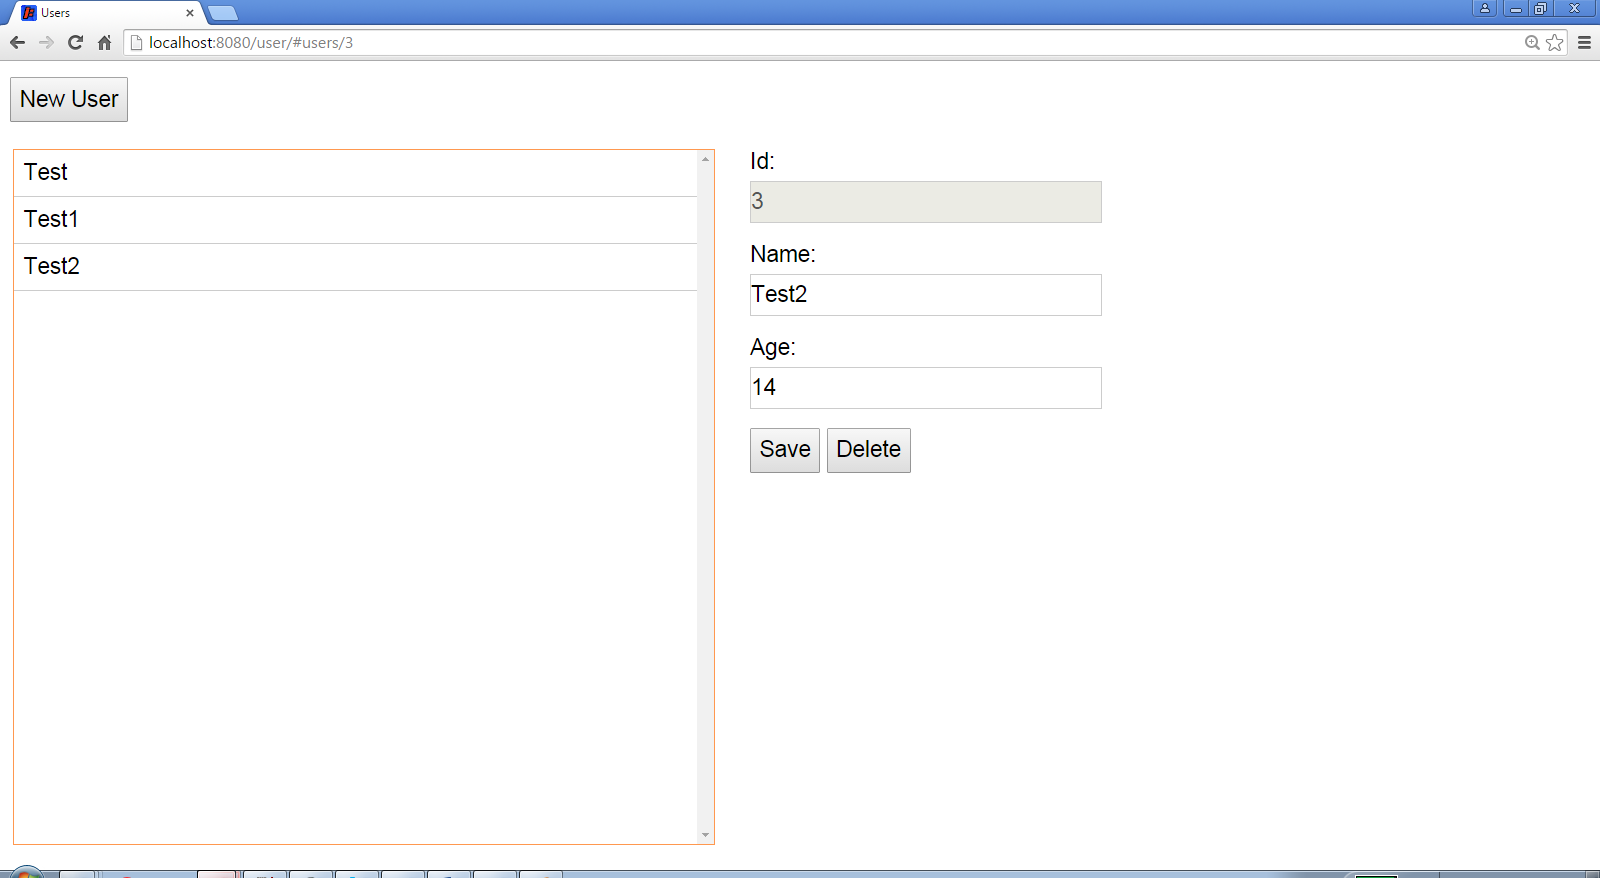 Users
localhost:8080/user/#users/3
New User
Test
Test1
Test2
Id:
3
Name:
Test2
Age:
14
Save
Delete